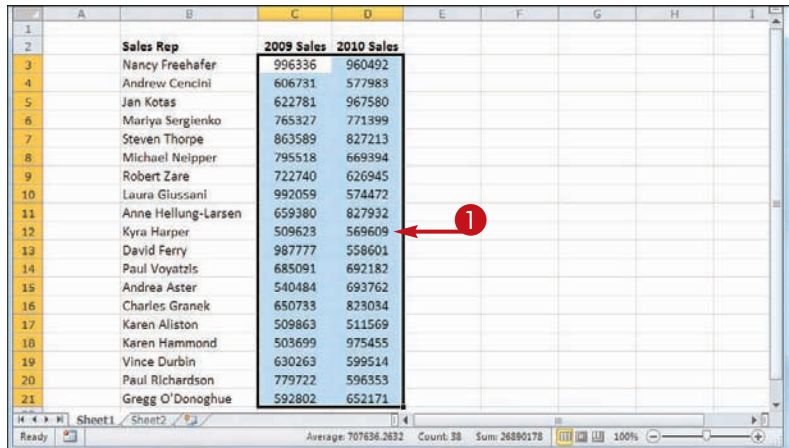 A B C D E F G H I
1
2 Sales Rep 2009 Sales 2010 Sales
3 Nancy Freehafer 996336 960492
4 Andrew Cencini 606731 577983
5 Jan Kotas 622781 967580
6 Mariya Sergienko 765327 771399
7 Steven Thorpe 863589 827213
8 Michael Neipper 795518 669394
9 Robert Zare 722740 626945
10 Laura Giussani 992059 574472
11 Anne Hellung-Larsen 659380 827932
1
12 Kyra Harper 509623 569609
13 David Ferry 987777 558601
14 Paul Voyatzis 685091 692182
15 Andrea Aster 540484 693762
16 Charles Granek 650733 823034
17 Karen Aliston 509863 511569
18 Karen Hammond 503699 975455
19 Vince Durbin 630263 599514
20 Paul Richardson 779722 596353
21 Gregg O'Donoghue 592802 652171
Sheet1 Sheet2
Ready Average: 707636.2632 Count: 38 Sum: 26890178 100%